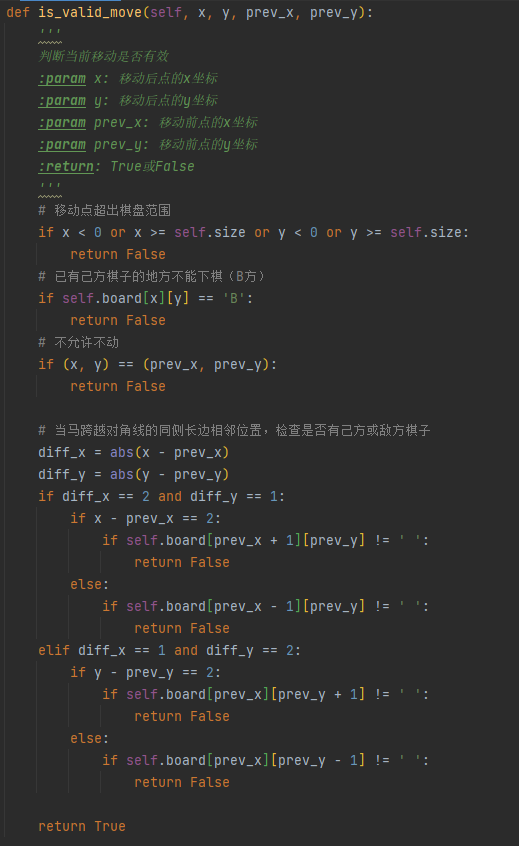 def is_valid_move(self, x, y, prev_x, prev_y):
    '''
    判断当前移动是否有效
    :param x: 移动后点的x坐标
    :param y: 移动后点的y坐标
    :param prev_x: 移动前点的x坐标
    :param prev_y: 移动前点的y坐标
    :return: True或False
    '''
    # 移动点超出棋盘范围
    if x < 0 or x >= self.size or y < 0 or y >= self.size:
        return False
    # 已有己方棋子的地方不能下棋（B方）
    if self.board[x][y] == 'B':
        return False
    # 不允许不动
    if (x, y) == (prev_x, prev_y):
        return False

    # 当马跨越对角线的同侧长边相邻位置，检查是否有己方或敌方棋子
    diff_x = abs(x - prev_x)
    diff_y = abs(y - prev_y)
    if diff_x == 2 and diff_y == 1:
        if x - prev_x == 2:
            if self.board[prev_x + 1][prev_y] != ' ':
                return False
        else:
            if self.board[prev_x - 1][prev_y] != ' ':
                return False
    elif diff_x == 1 and diff_y == 2:
        if y - prev_y == 2:
            if self.board[prev_x][prev_y + 1] != ' ':
                return False
        else:
            if self.board[prev_x][prev_y - 1] != ' ':
                return False

    return True